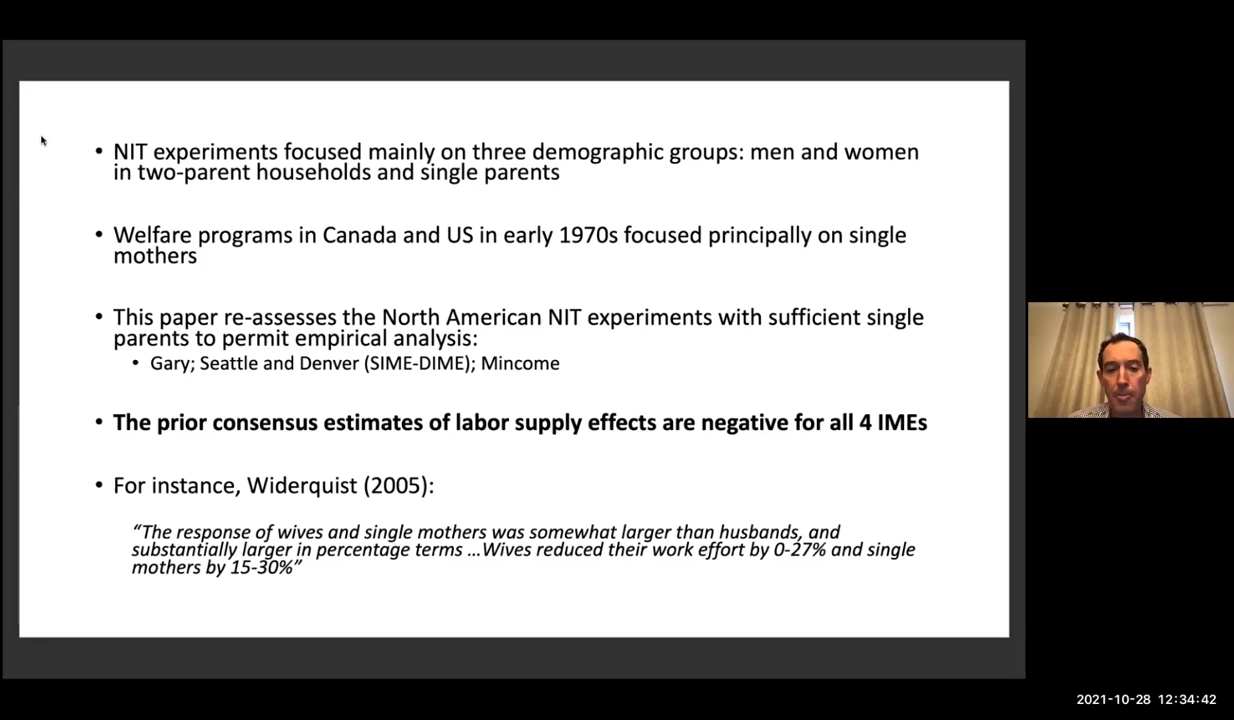 • NIT experiments focused mainly on three demographic groups: men and women
in two-parent households and single parents
• Welfare programs in Canada and US in early 1970s focused principally on single
mothers
• This paper re-assesses the North American NIT experiments with sufficient single
parents to permit empirical analysis:
• Gary; Seattle and Denver (SIME-DIME); Mincome
• The prior consensus estimates of labor supply effects are negative for all 4 IMEs
• For instance, Widerquist (2005):
“The response of wives and single mothers was somewhat larger than husbands, and
substantially larger in percentage terms …Wives reduced their work effort by 0-27% and single
mothers by 15-30%”
2021-10-28 12:34:42